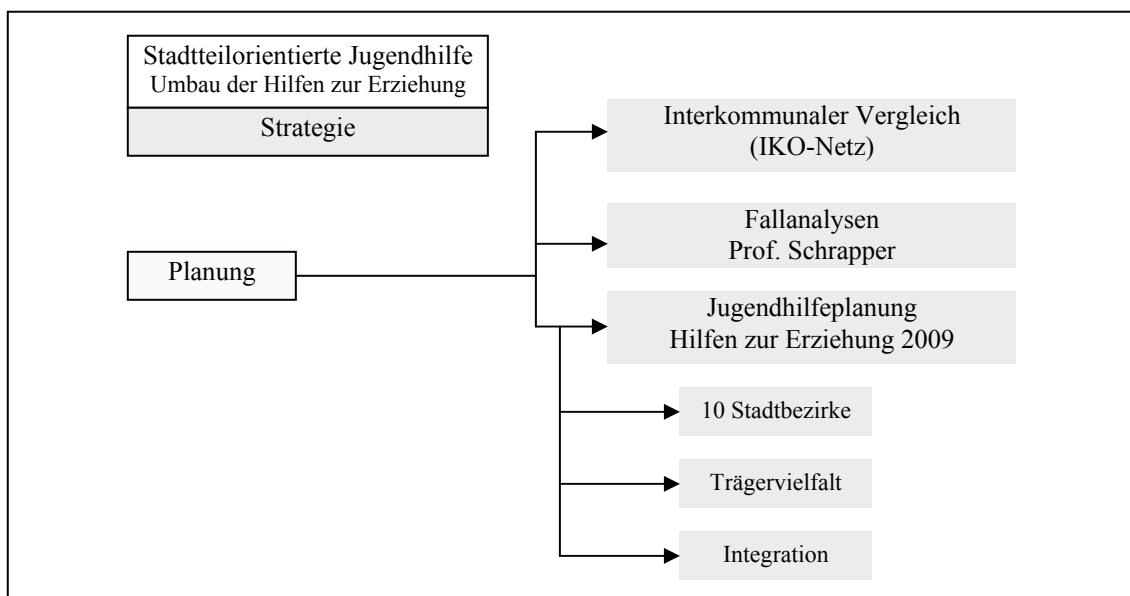 Stadtteilorientierte Jugendhilfe
Umbau der Hilfen zur Erziehung
Strategie
Planung
Interkommunaler Vergleich
(IKO-Netz)
Fallanalysen
Prof. Schrapper
Jugendhilfeplanung
Hilfen zur Erziehung 2009
10 Stadtbezirke
Trägervielfalt
Integration